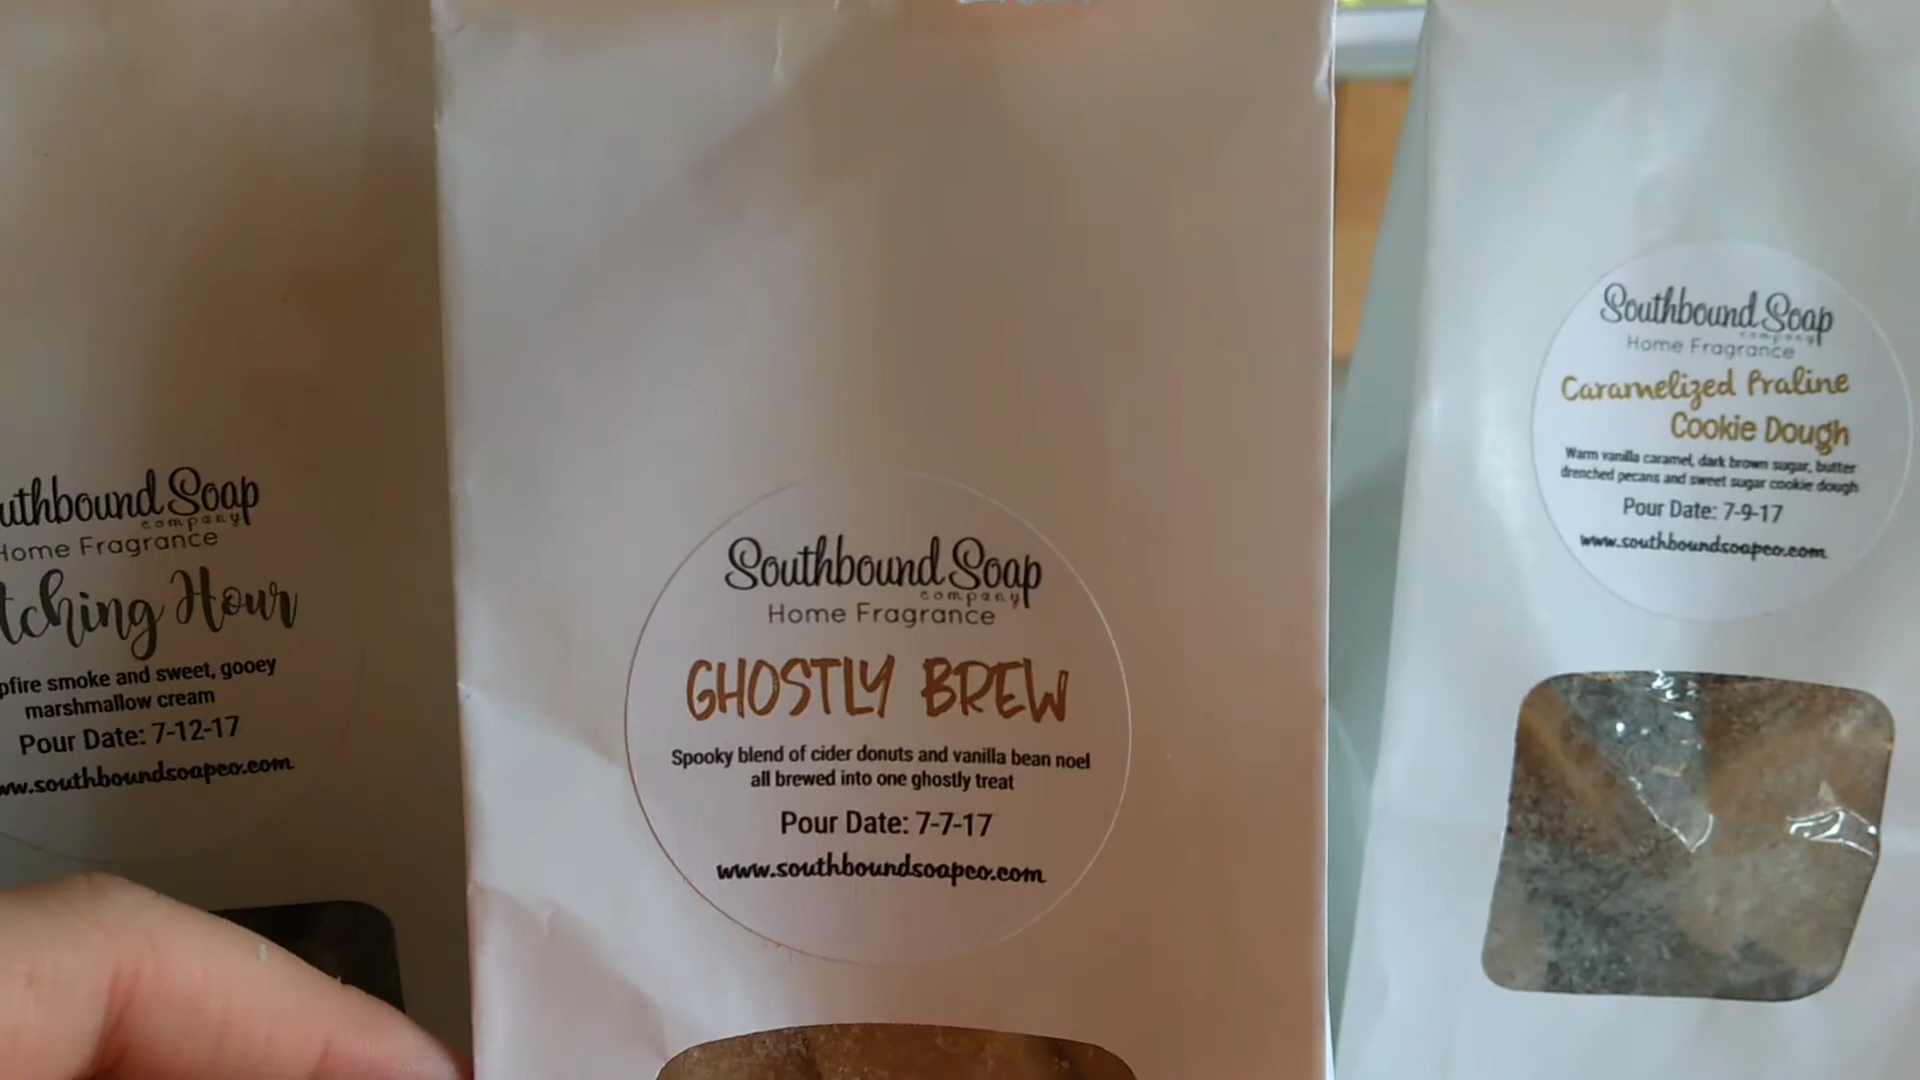 uthbound Soap
company
Home Fragrance
tching Hour
pfire smoke and sweet, gooey
marshmallow cream
Pour Date: 7-12-17
ww.southboundsoapco.com
Southbound Soap
company
Home Fragrance
GHOSTLY BREW
Spooky blend of cider donuts and vanilla bean noel
all brewed into one ghostly treat
Pour Date: 7-7-17
www.southboundsoapco.com
Southbound Soap
company
Home Fragrance
Caramelized Praline
Cookie Dough
Warm vanilla caramel, dark brown sugar, butter
drenched pecans and sweet sugar cookie dough
Pour Date: 7-9-17
www.southboundsoapco.com